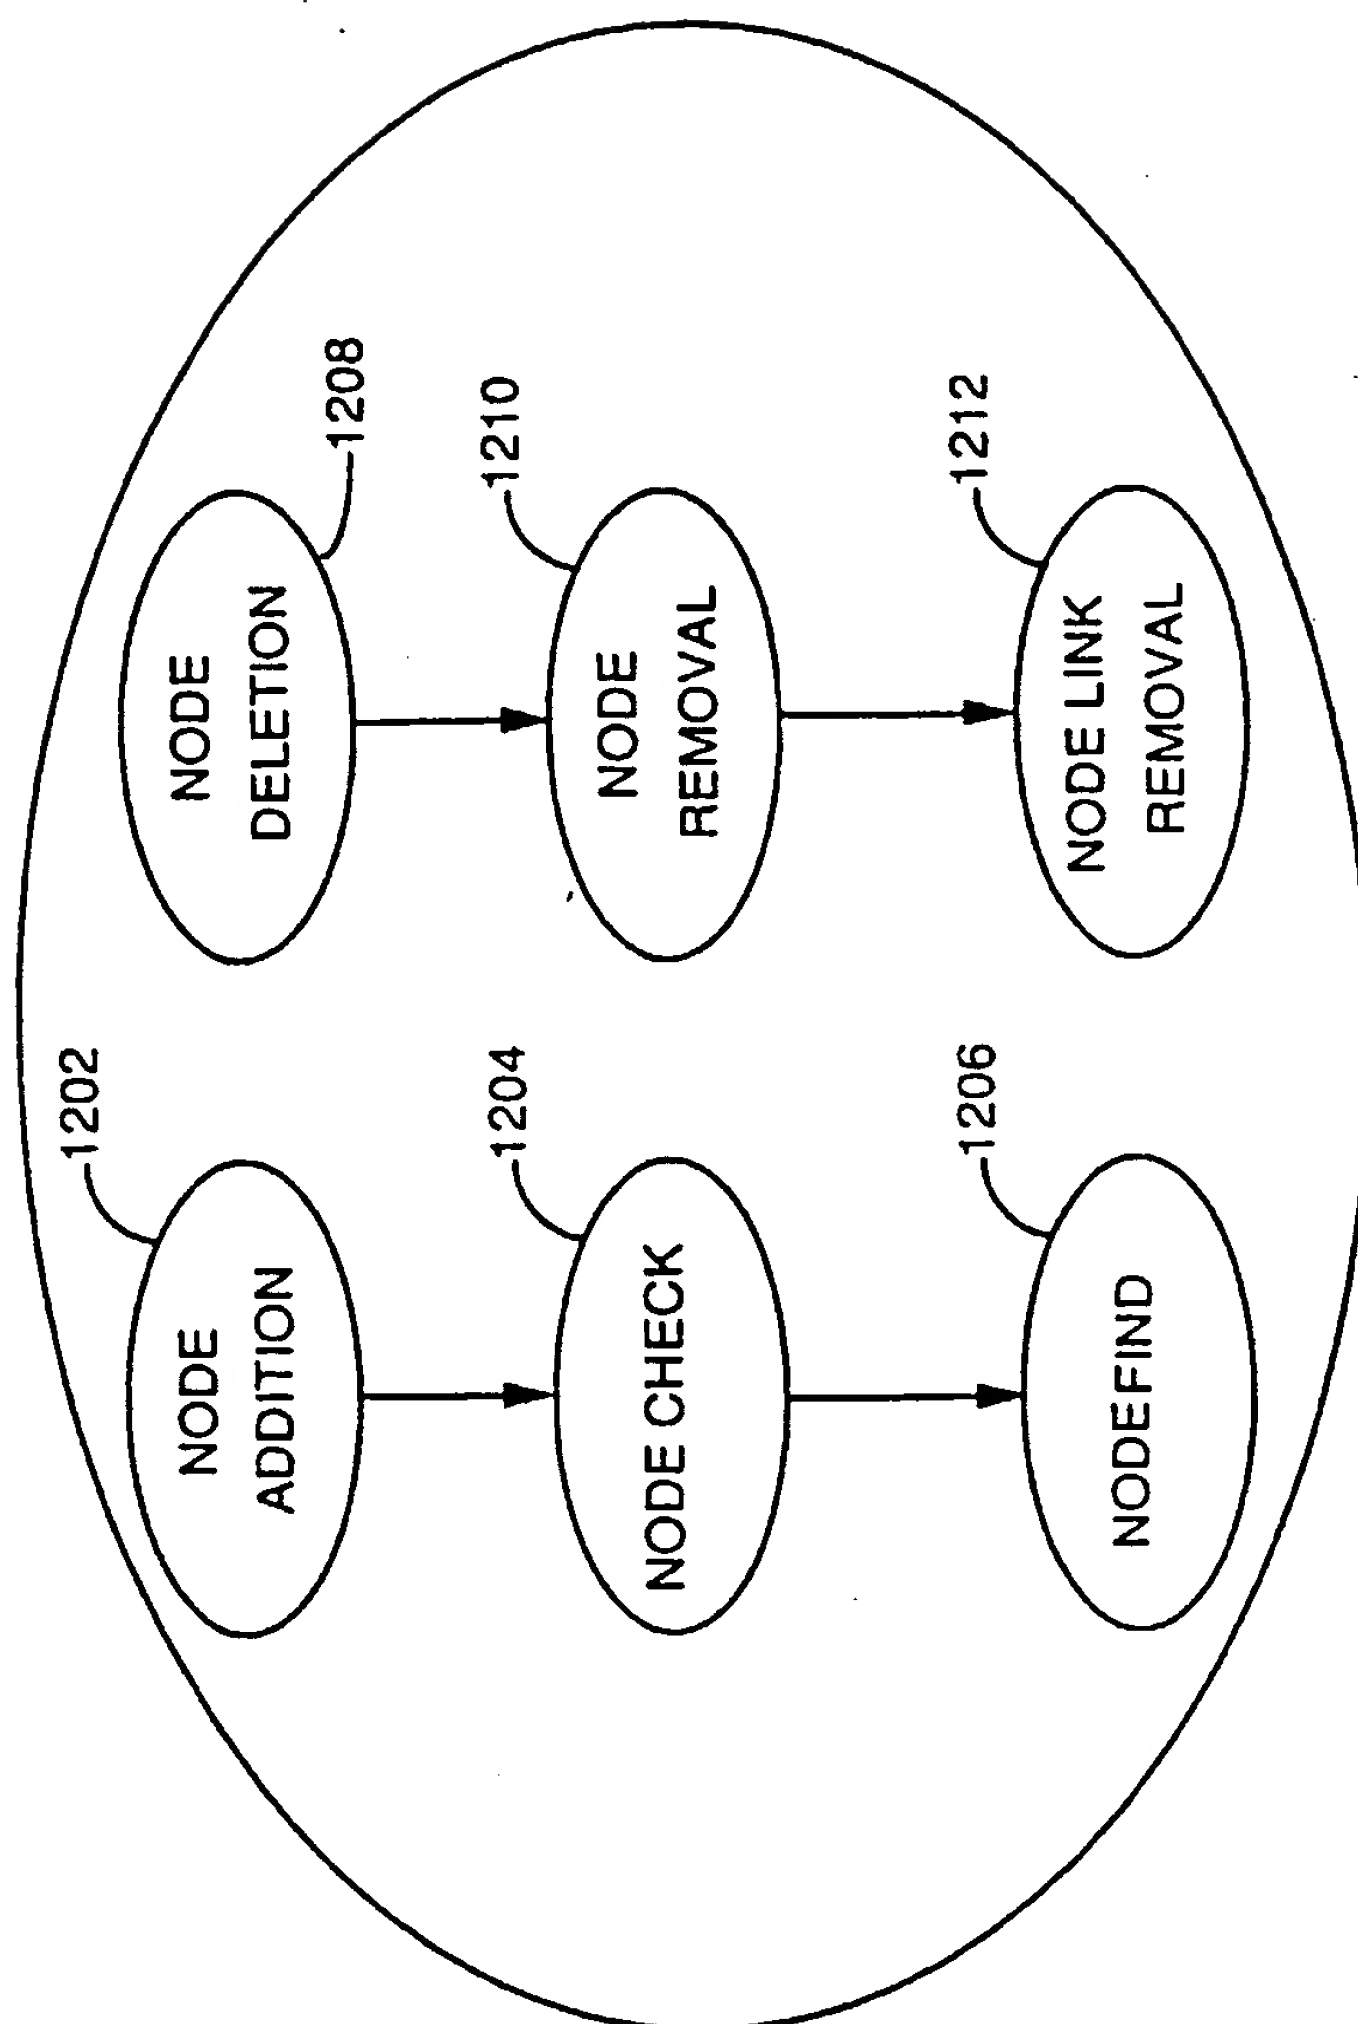 1202
NODE
ADDITION
1204
NODE CHECK
1206
NODEFIND
1208
NODE
DELETION
1210
NODE
REMOVAL
1212
NODE LINK
REMOVAL